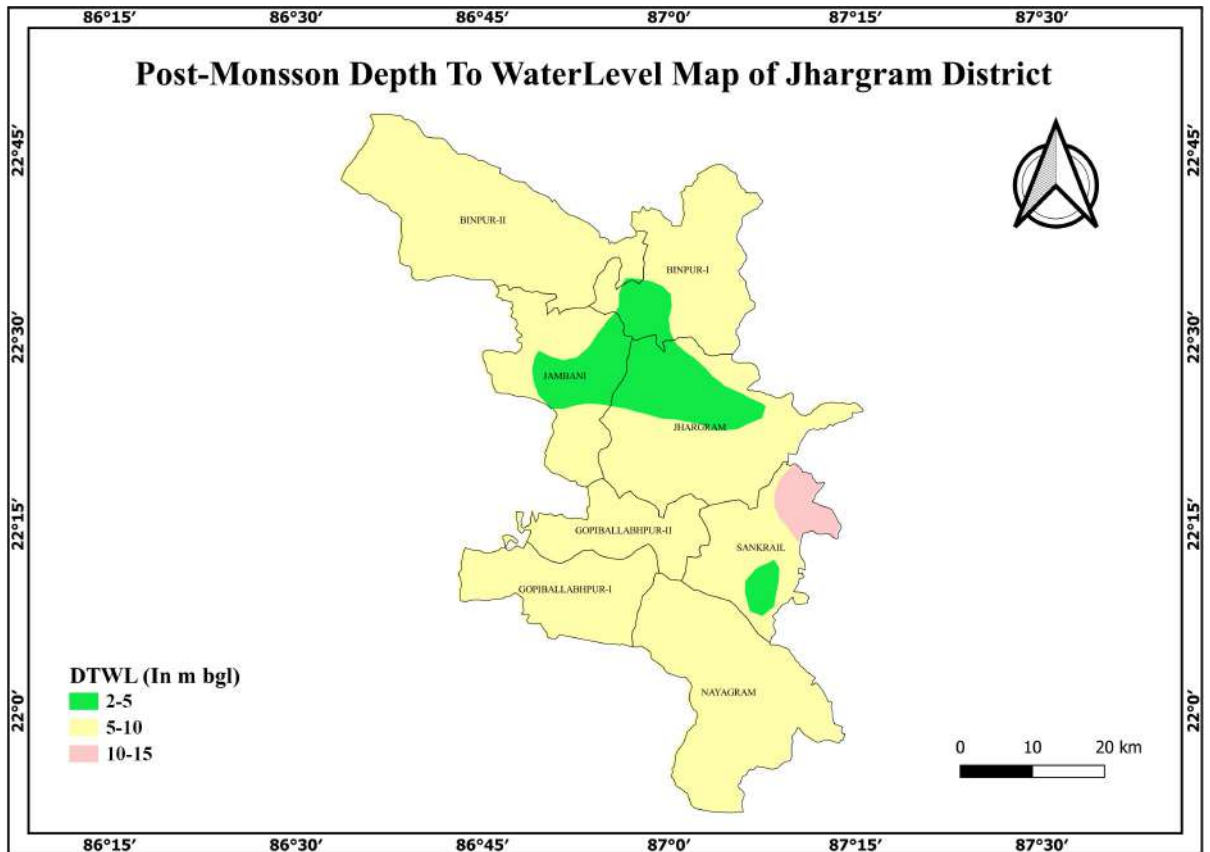 86°15′ 86°30′ 86°45′ 87°0′ 87°15′ 87°30′
Post-Monsson Depth To WaterLevel Map of Jhargram District
22°45′ 22°45′
BINPUR-II
BINPUR-I
22°30′ 22°30′
JAMBANI
JHARGRAM
22°15′ 22°15′
GOPIBALLABHPUR-II
SANKRAIL
GOPIBALLABHPUR-I
DTWL (In m bgl)
2-5
5-10
10-15
NAYAGRAM
22°0′ 22°0′
0 10 20 km
86°15′ 86°30′ 86°45′ 87°0′ 87°15′ 87°30′